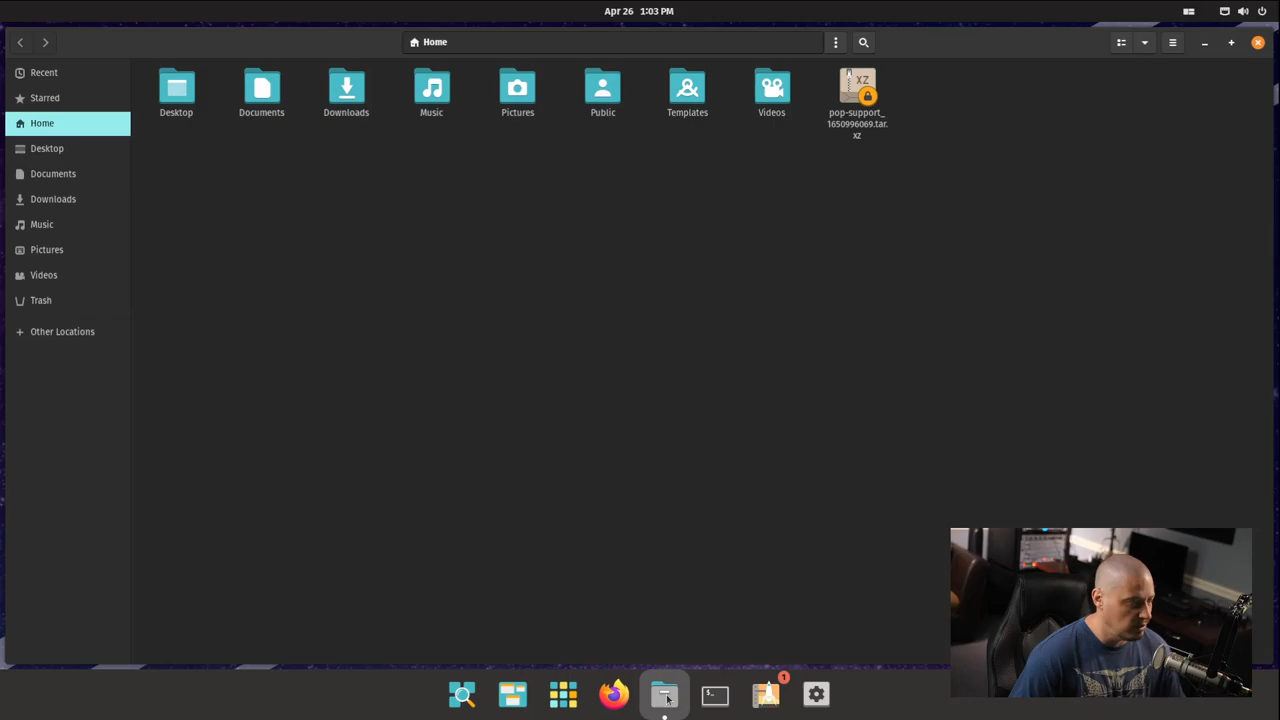 Apr 26 1:03 PM
Home
Recent
Starred
Home
Desktop
Documents
Downloads
Music
Pictures
Videos
Trash
Other Locations
Desktop
Documents
Downloads
Music
Pictures
Public
Templates
Videos
XZ
pop-support_
1650996069.tar.
xz
$_
1